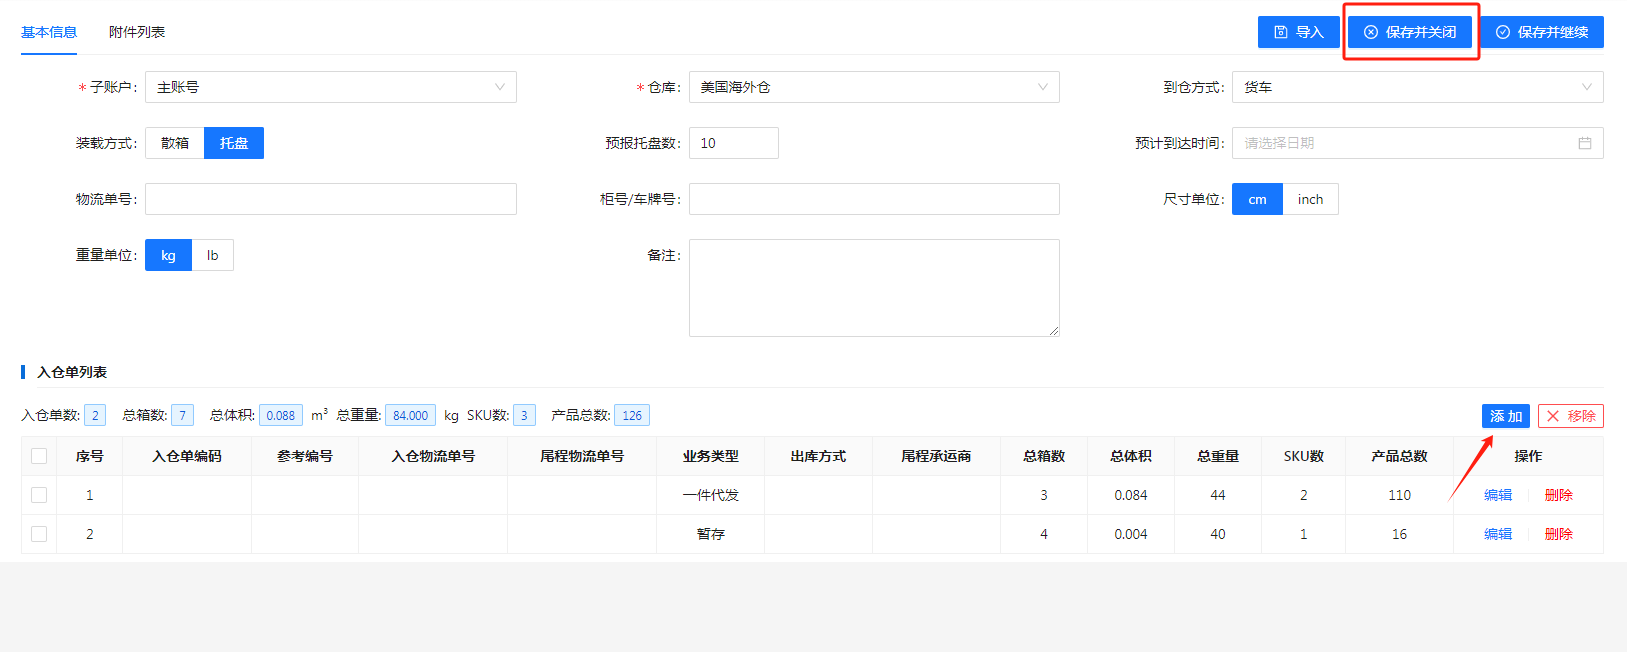 基本信息 附件列表 导入 保存并关闭 保存并继续
* 子账户: 主账号 * 仓库: 美国海外仓 到仓方式: 货车
装载方式: 散箱 托盘 预报托盘数: 10 预计到达时间: 请选择日期
物流单号: 柜号/车牌号: 尺寸单位: cm inch
重量单位: kg lb 备注:
入仓单列表
入仓单数: 2 总箱数: 7 总体积: 0.088 m³ 总重量: 84.000 kg SKU数: 3 产品总数: 126 添加 移除
序号 入仓单编码 参考编号 入仓物流单号 尾程物流单号 业务类型 出库方式 尾程承运商 总箱数 总体积 总重量 SKU数 产品总数 操作
1 一件代发 3 0.084 44 2 110 编辑 删除
2 暂存 4 0.004 40 1 16 编辑 删除